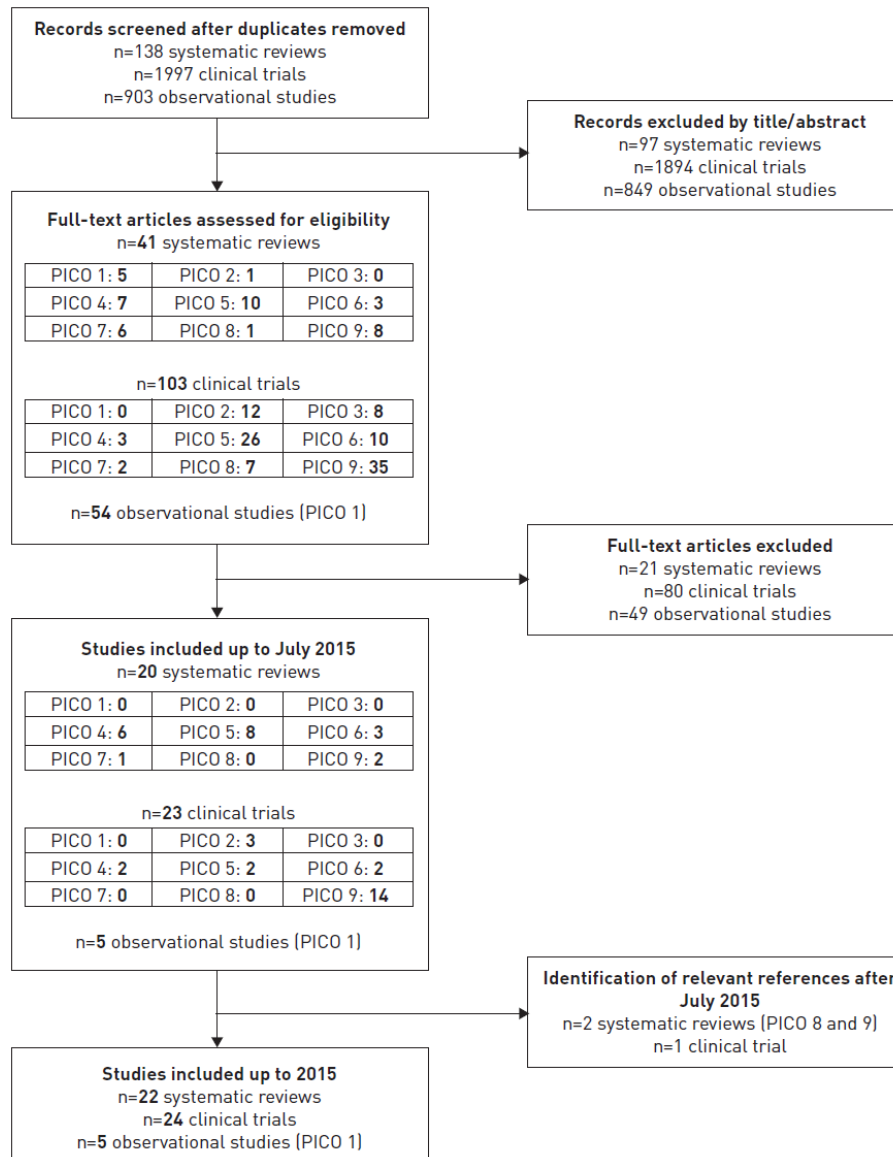 Records screened after duplicates removed
n=138 systematic reviews
n=1997 clinical trials
n=903 observational studies
Records excluded by title/abstract
n=97 systematic reviews
n=1894 clinical trials
n=849 observational studies
Full-text articles assessed for eligibility
n=41 systematic reviews
PICO 1: 5 PICO 2: 1 PICO 3: 0
PICO 4: 7 PICO 5: 10 PICO 6: 3
PICO 7: 6 PICO 8: 1 PICO 9: 8
n=103 clinical trials
PICO 1: 0 PICO 2: 12 PICO 3: 8
PICO 4: 3 PICO 5: 26 PICO 6: 10
PICO 7: 2 PICO 8: 7 PICO 9: 35
n=54 observational studies (PICO 1)
Full-text articles excluded
n=21 systematic reviews
n=80 clinical trials
n=49 observational studies
Studies included up to July 2015
n=20 systematic reviews
PICO 1: 0 PICO 2: 0 PICO 3: 0
PICO 4: 6 PICO 5: 8 PICO 6: 3
PICO 7: 1 PICO 8: 0 PICO 9: 2
n=23 clinical trials
PICO 1: 0 PICO 2: 3 PICO 3: 0
PICO 4: 2 PICO 5: 2 PICO 6: 2
PICO 7: 0 PICO 8: 0 PICO 9: 14
n=5 observational studies (PICO 1)
Identification of relevant references after
July 2015
n=2 systematic reviews (PICO 8 and 9)
n=1 clinical trial
Studies included up to 2015
n=22 systematic reviews
n=24 clinical trials
n=5 observational studies (PICO 1)